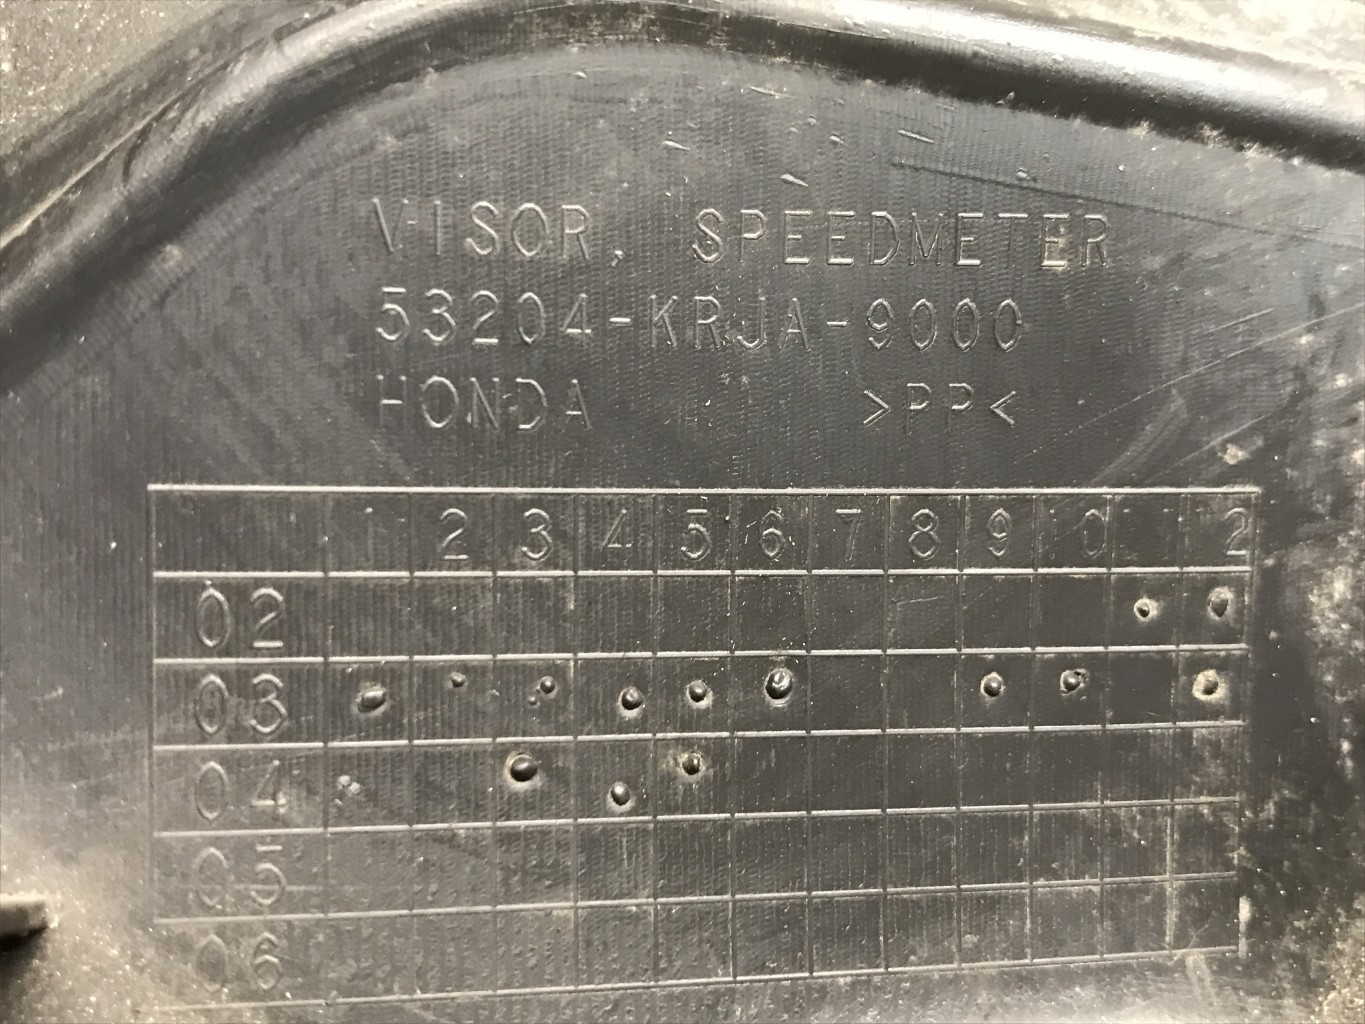 VISOR, SPEEDMETER
53204-KRJA-9000
HONDA >PP<
1 2 3 4 5 6 7 8 9 10 11 12
02
03
04
05
06